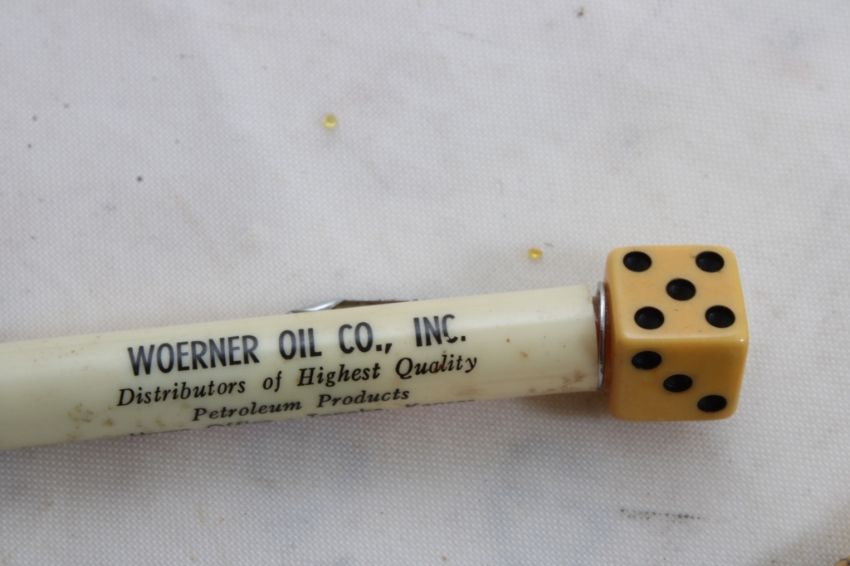 WOERNER OIL CO., INC.
Distributors of Highest Quality
Petroleum Products